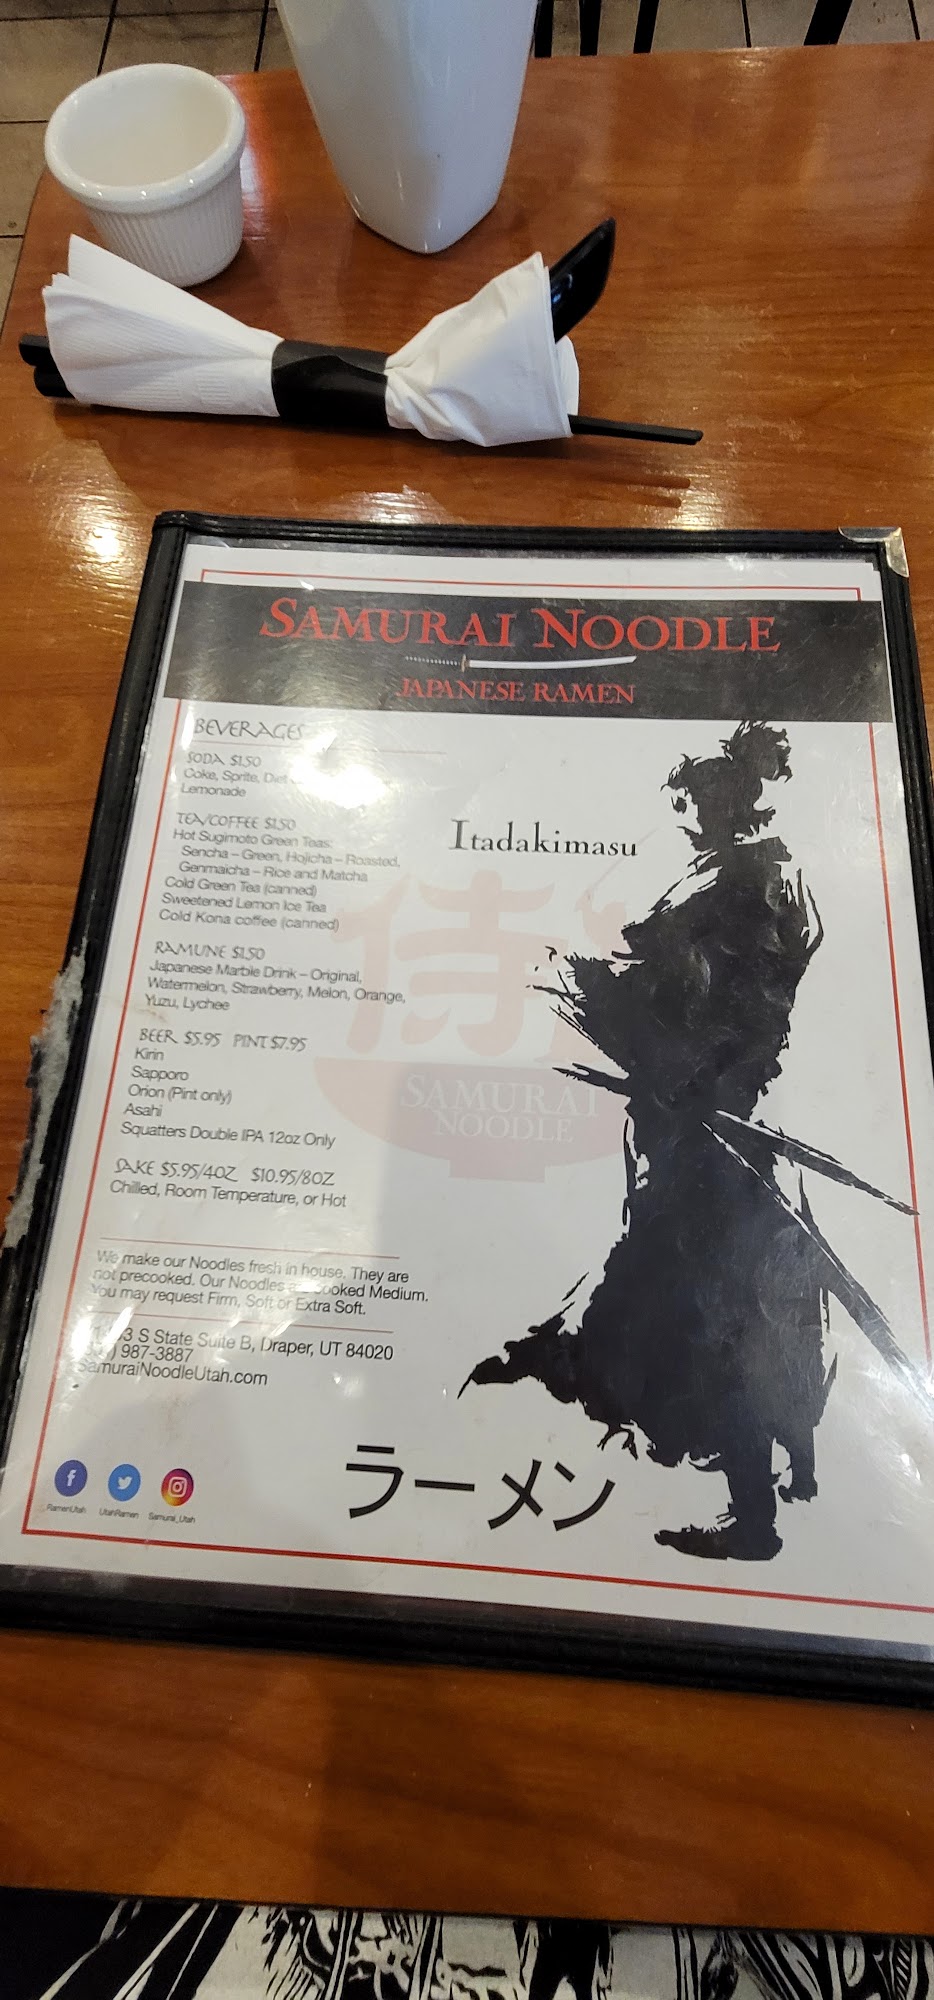 SAMURAI NOODLE
JAPANESE RAMEN
BEVERAGES
SODA $1.50
Coke, Sprite, Diet
Lemonade
TEA/COFFEE $1.50
Hot Sugimoto Green Teas:
Sencha – Green, Hojicha – Roasted,
Genmaicha – Rice and Matcha
Cold Green Tea (canned)
Sweetened Lemon Ice Tea
Cold Kona coffee (canned)
RAMUNE $1.50
Japanese Marble Drink – Original,
Watermelon, Strawberry, Melon, Orange,
Yuzu, Lychee
BEER $5.95 PINT $7.95
Kirin
Sapporo
Orion (Pint only)
Asahi
Squatters Double IPA 12oz Only
SAKE $5.95/4OZ $10.95/8OZ
Chilled, Room Temperature, or Hot
We make our Noodles fresh in house. They are
not precooked. Our Noodles are cooked Medium.
You may request Firm, Soft or Extra Soft.
S State Suite B, Draper, UT 84020
987-3887
SamuraiNoodleUtah.com
RamenUtah UtahRamen Samurai_Utah
Itadakimasu
侍
SAMURAI
NOODLE
ラーメン